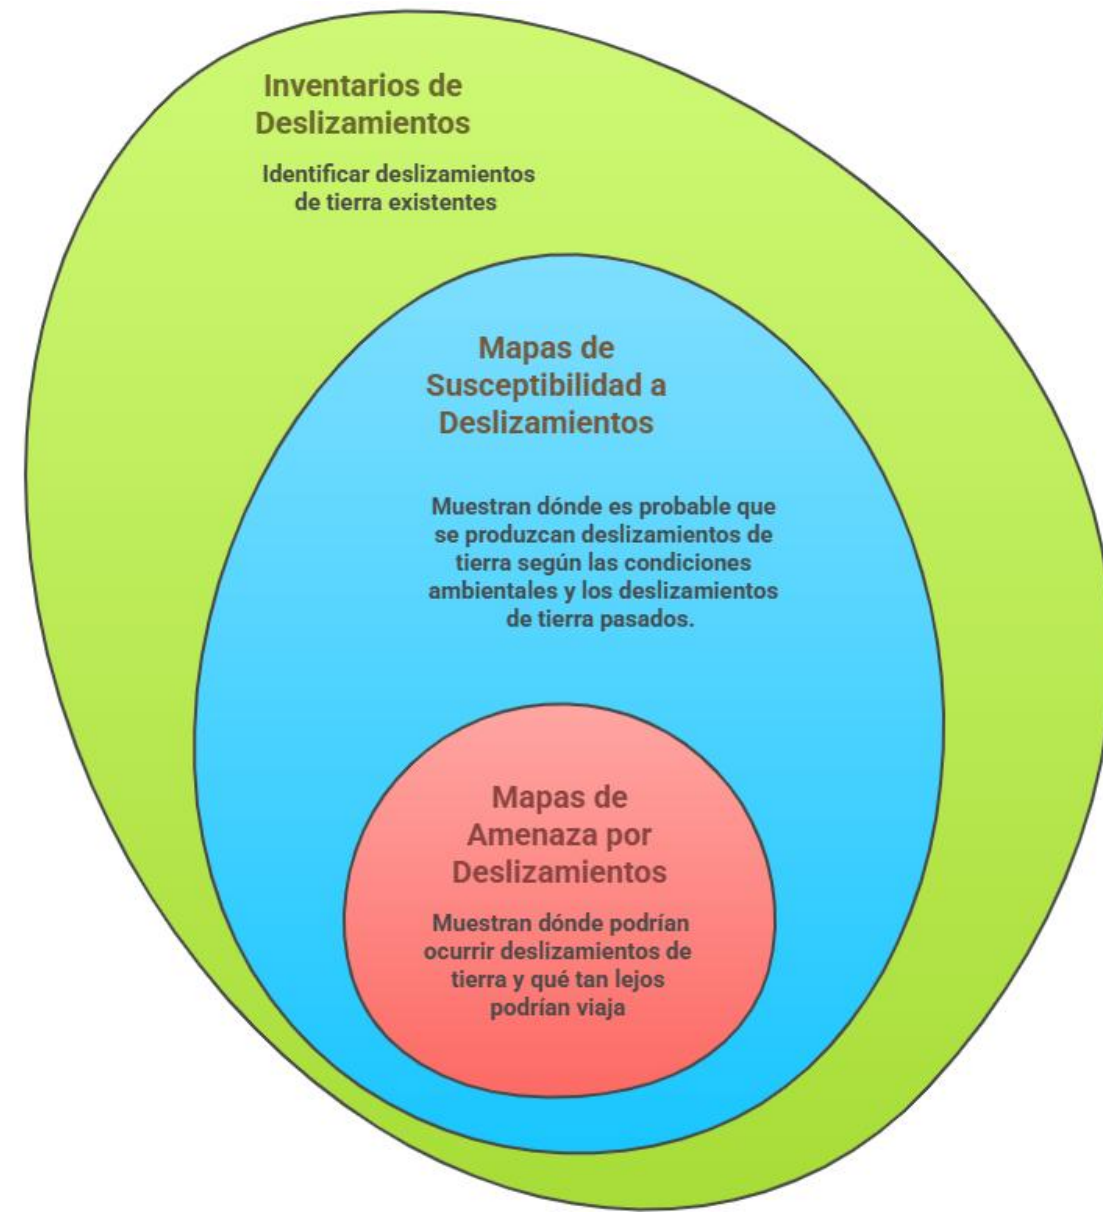 Inventarios de
Deslizamientos
Identificar deslizamientos
de tierra existentes
Mapas de
Susceptibilidad a
Deslizamientos
Muestran dónde es probable que
se produzcan deslizamientos de
tierra según las condiciones
ambientales y los deslizamientos
de tierra pasados.
Mapas de
Amenaza por
Deslizamientos
Muestran dónde podrían
ocurrir deslizamientos de
tierra y qué tan lejos
podrían viaja